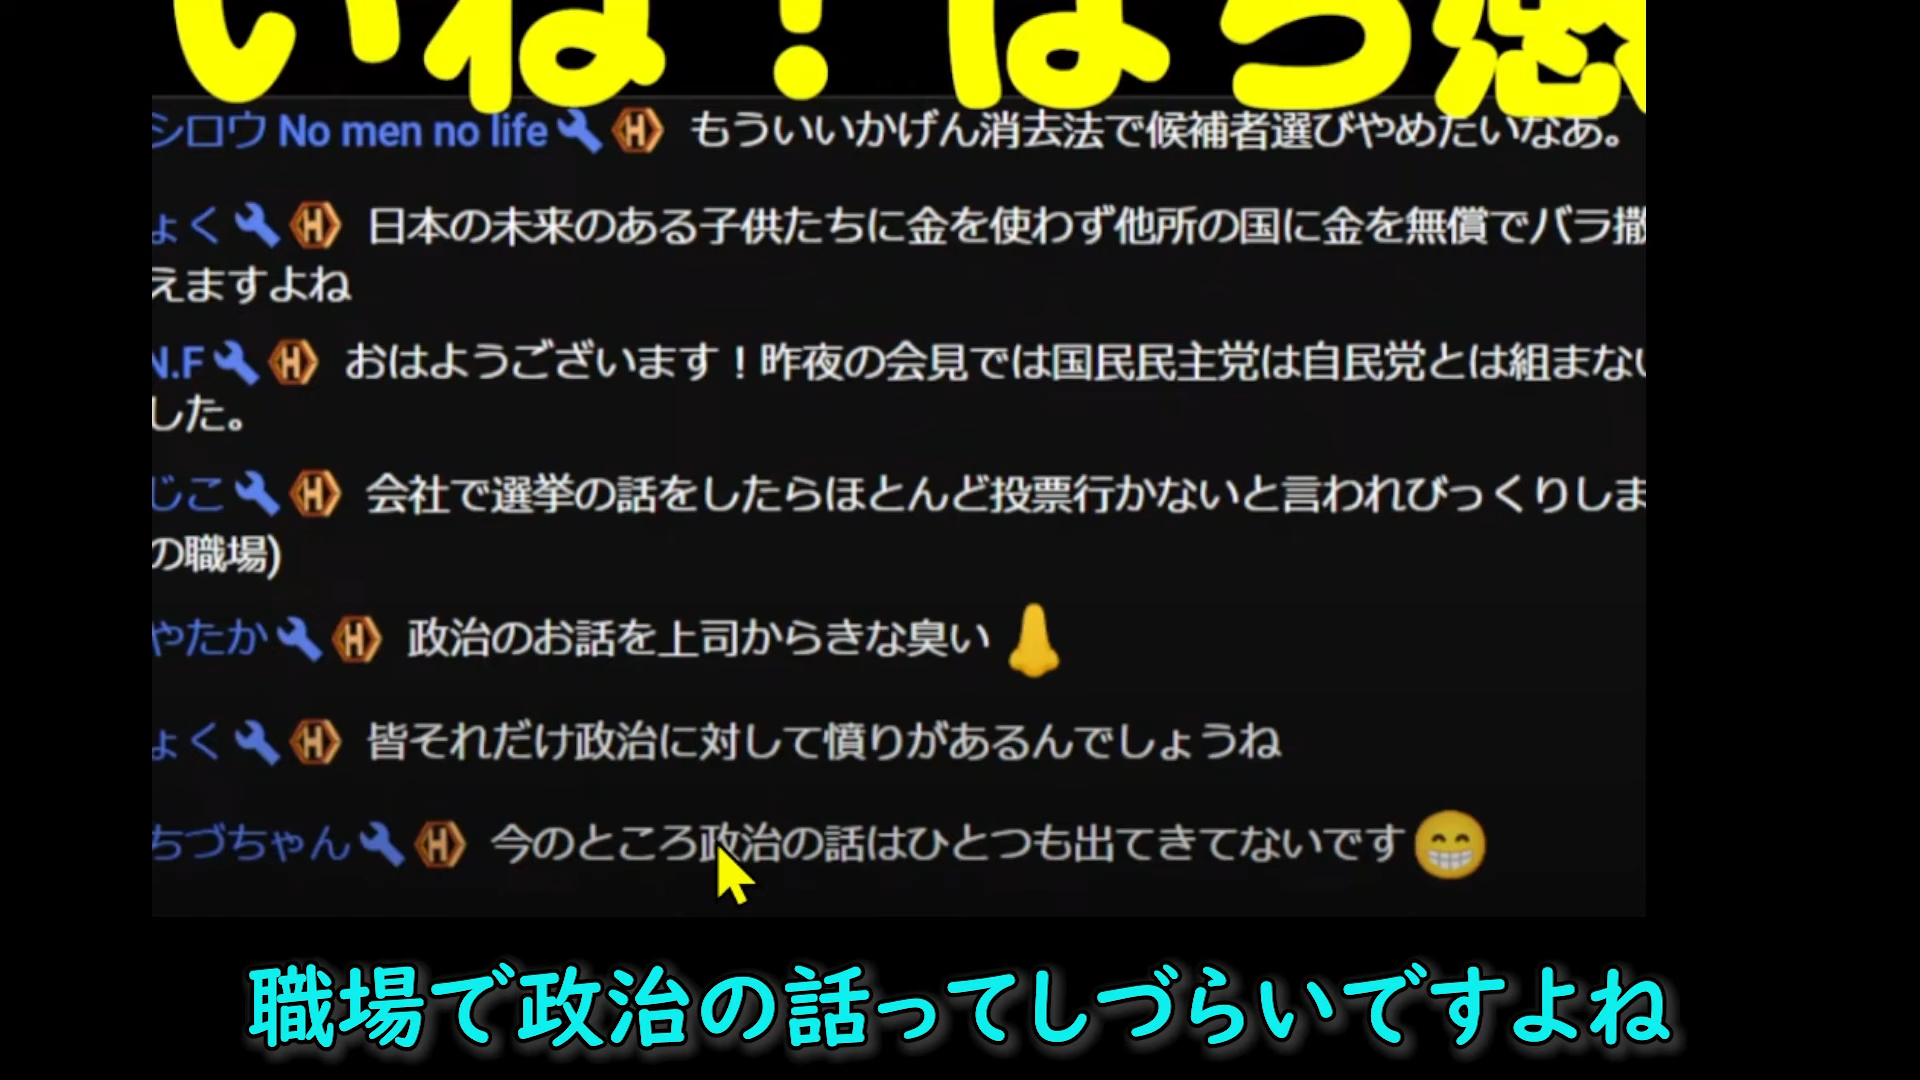 いね！ はっ
シロウ No men no life もういいかげん消去法で候補者選びやめたいなあ。
ょく 日本の未来のある子供たちに金を使わず他所の国に金を無償でバラ撒
えますよね
N.F おはようございます！昨夜の会見では国民民主党は自民党とは組まない
した。
じこ 会社で選挙の話をしたらほとんど投票行かないと言われびっくりしま
の職場)
やたか 政治のお話を上司からきな臭い
ょく 皆それだけ政治に対して憤りがあるんでしょうね
ちづちゃん 今のところ政治の話はひとつも出てきてないです
職場で政治の話ってしづらいですよね